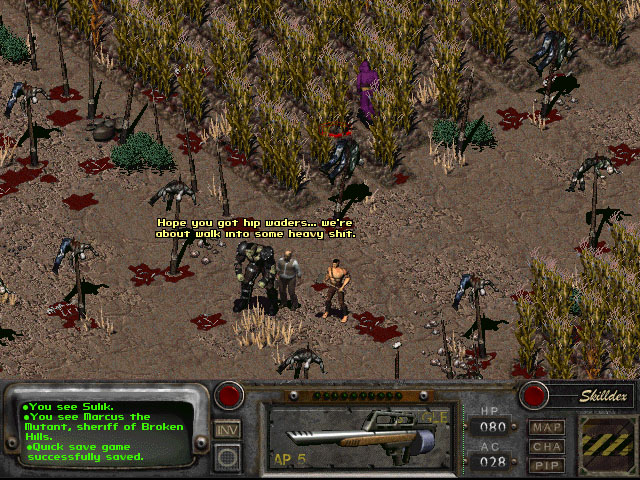 Hope you got hip waders... we're
about walk into some heavy shit.
•You see Sulik.
•You see Marcus the
Mutant, sheriff of Broken
Hills.
•Quick save game
successfully saved.
INV
AP 5
HP
080
AC
028
Skilldex
MAP
CHA
PIP